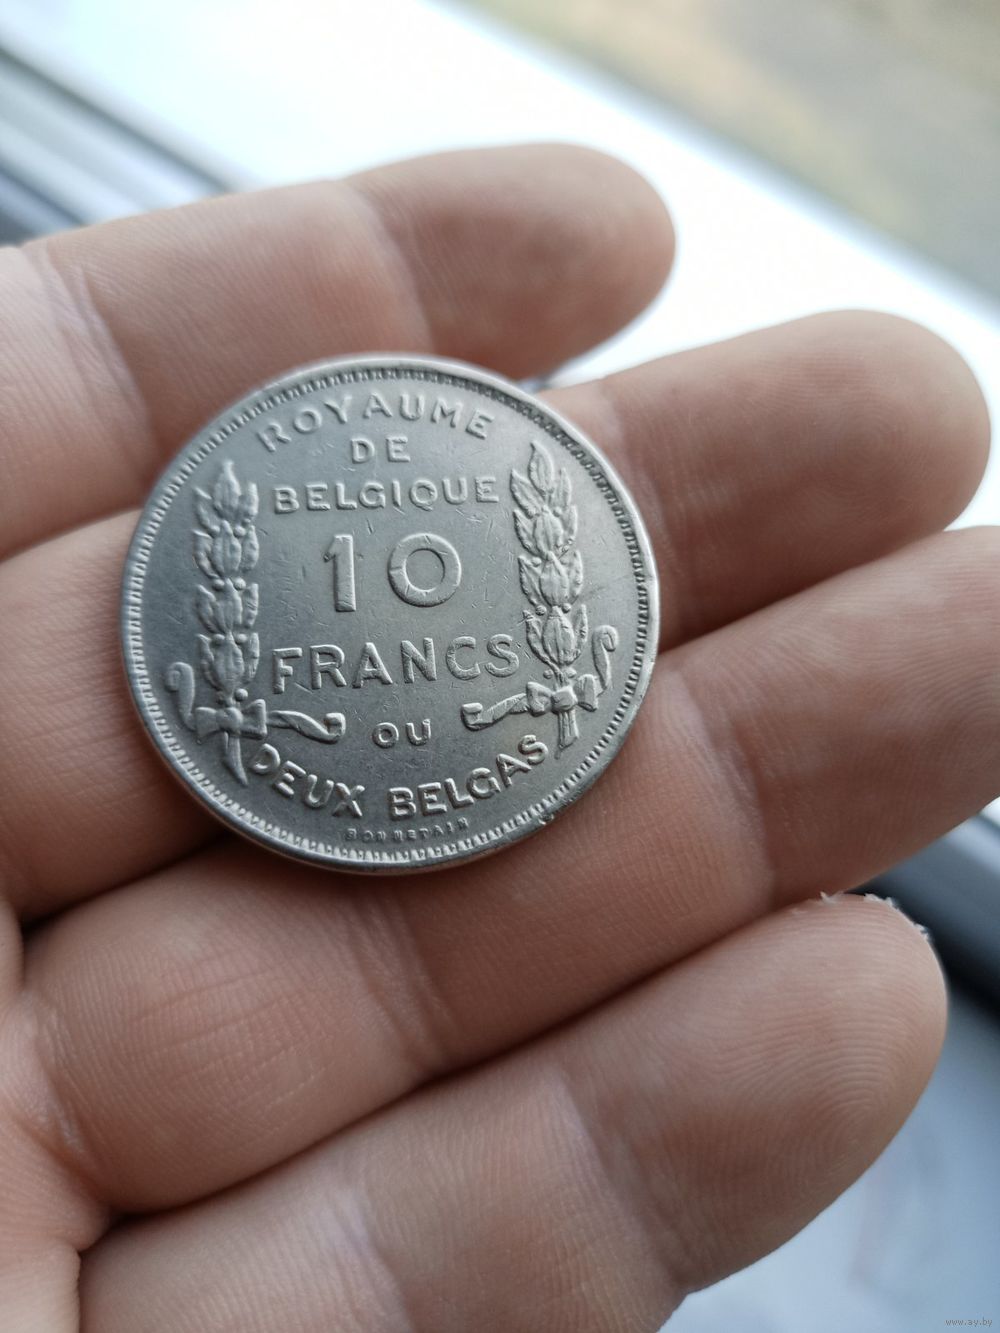 ROYAUME
DE
BELGIQUE
10
FRANCS
OU
DEUX BELGAS
BONNETAIN
www.ay.by